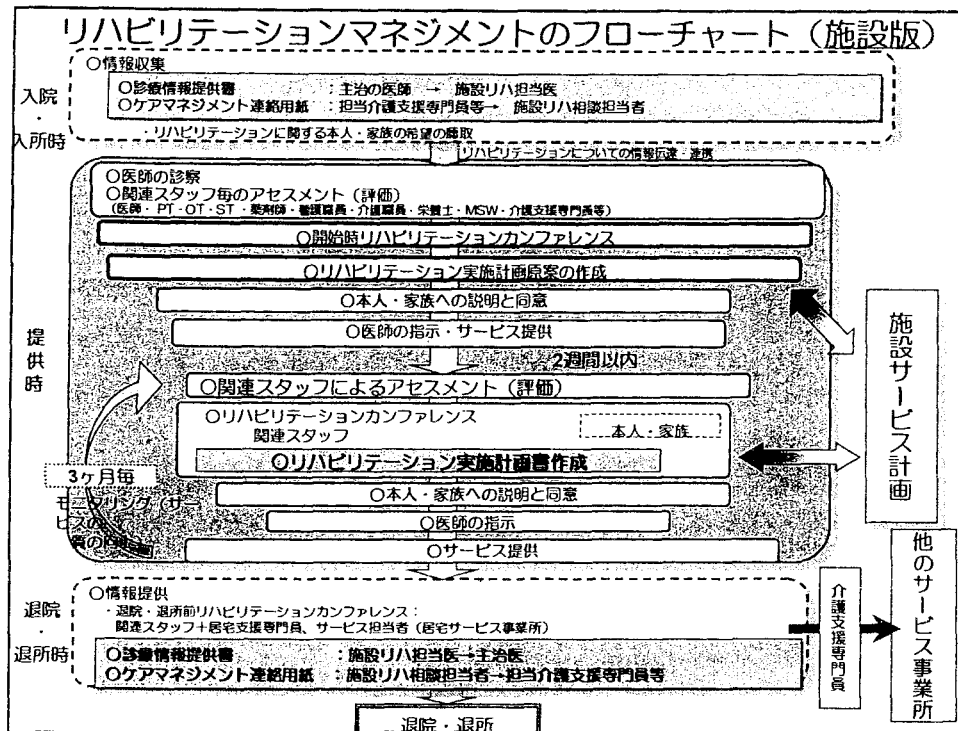 リハビリテーションマネジメントのフローチャート（施設版）
入院・入所時
○情報収集
○診療情報提供書　：主治の医師　→　施設リハ担当医
○ケアマネジメント連絡用紙　：担当介護支援専門員等→　施設リハ相談担当者
・リハビリテーションに関する本人・家族の希望の聴取
リハビリテーションについての情報伝達・連携
提供時
○医師の診察
○関連スタッフ毎のアセスメント（評価）
（医師・PT・OT・ST・薬剤師・看護職員・介護職員・栄養士・MSW・介護支援専門員等）
○開始時リハビリテーションカンファレンス
○リハビリテーション実施計画原案の作成
○本人・家族への説明と同意
○医師の指示・サービス提供
2週間以内
○関連スタッフによるアセスメント（評価）
○リハビリテーションカンファレンス
関連スタッフ
本人・家族
○リハビリテーション実施計画書作成
○本人・家族への説明と同意
○医師の指示
○サービス提供
3ヶ月毎
モニタリング（サー
ビスの
施設サービス計画
退院・退所時
○情報提供
・退院・退所前リハビリテーションカンファレンス：
関連スタッフ＋居宅支援専門員、サービス担当者（居宅サービス事業所）
○診療情報提供書　：施設リハ担当医→主治医
○ケアマネジメント連絡用紙　：施設リハ相談担当者→担当介護支援専門員等
介護支援専門員
他のサービス事業所
退院・退所